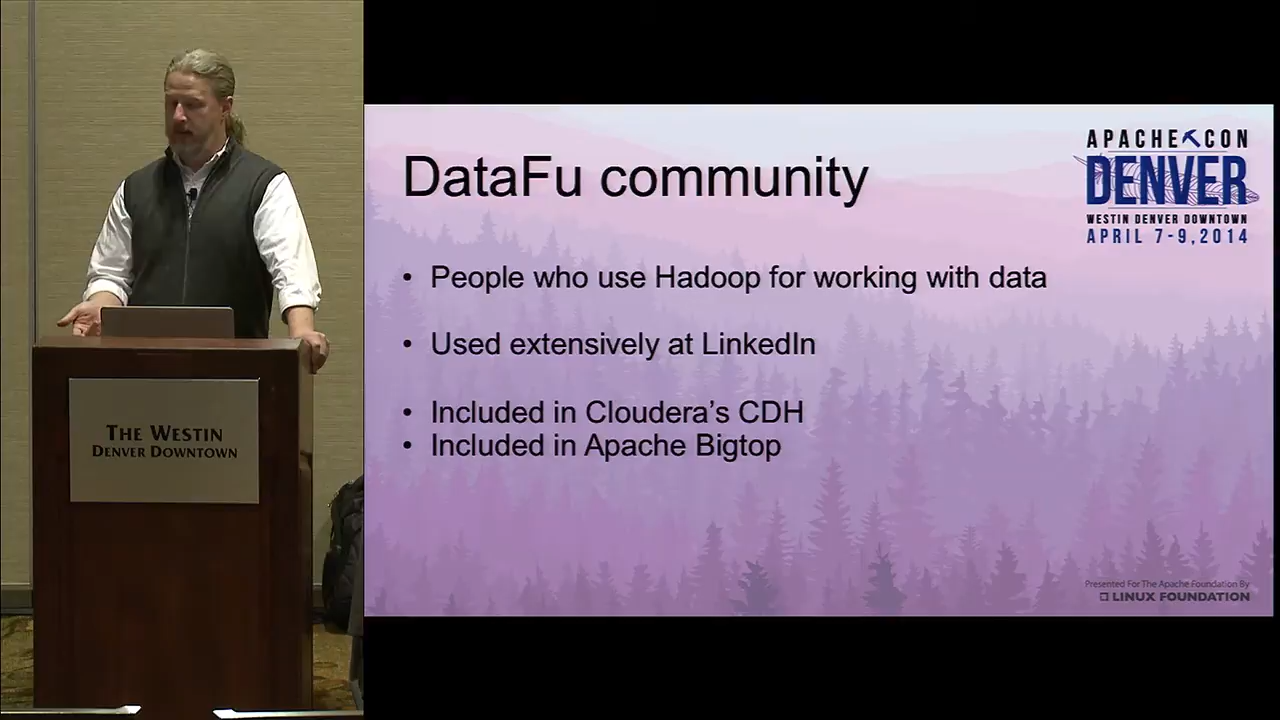 THE WESTIN
DENVER DOWNTOWN
APACHE CON
DENVER
WESTIN DENVER DOWNTOWN
APRIL 7-9, 2014
DataFu community
• People who use Hadoop for working with data
• Used extensively at LinkedIn
• Included in Cloudera’s CDH
• Included in Apache Bigtop
Presented For The Apache Foundation By
LINUX FOUNDATION